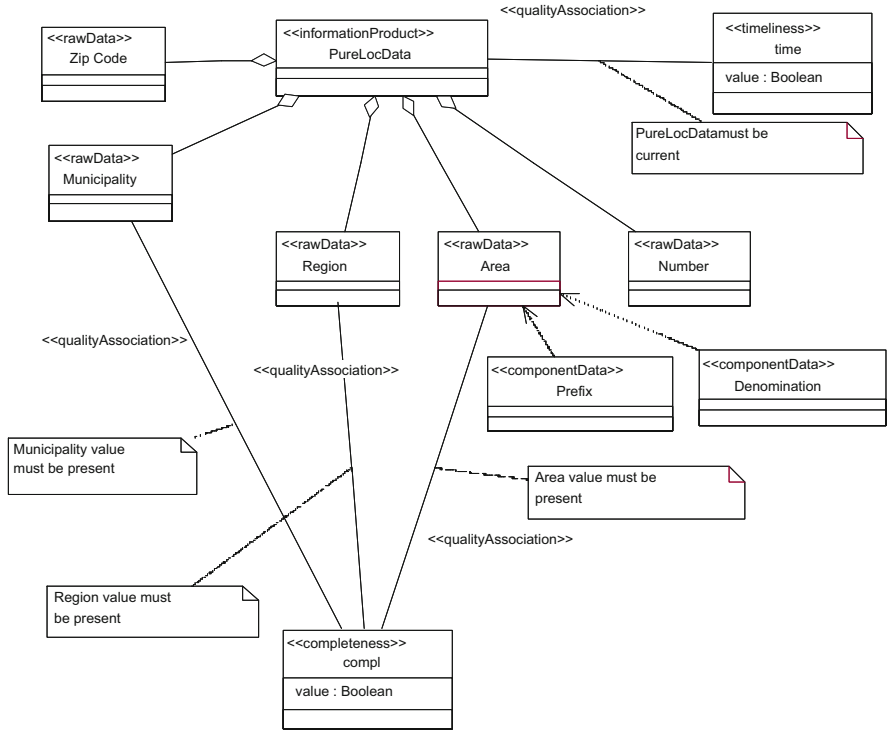 <<qualityAssociation>>
<<rawData>>
Zip Code
<<informationProduct>>
PureLocData
<<timeliness>>
time
value : Boolean
PureLocDatamust be
current
<<rawData>>
Municipality
<<rawData>>
Region
<<rawData>>
Area
<<rawData>>
Number
<<qualityAssociation>>
<<qualityAssociation>>
<<componentData>>
Prefix
<<componentData>>
Denomination
Municipality value
must be present
Area value must be
present
<<qualityAssociation>>
Region value must
be present
<<completeness>>
compl
value : Boolean